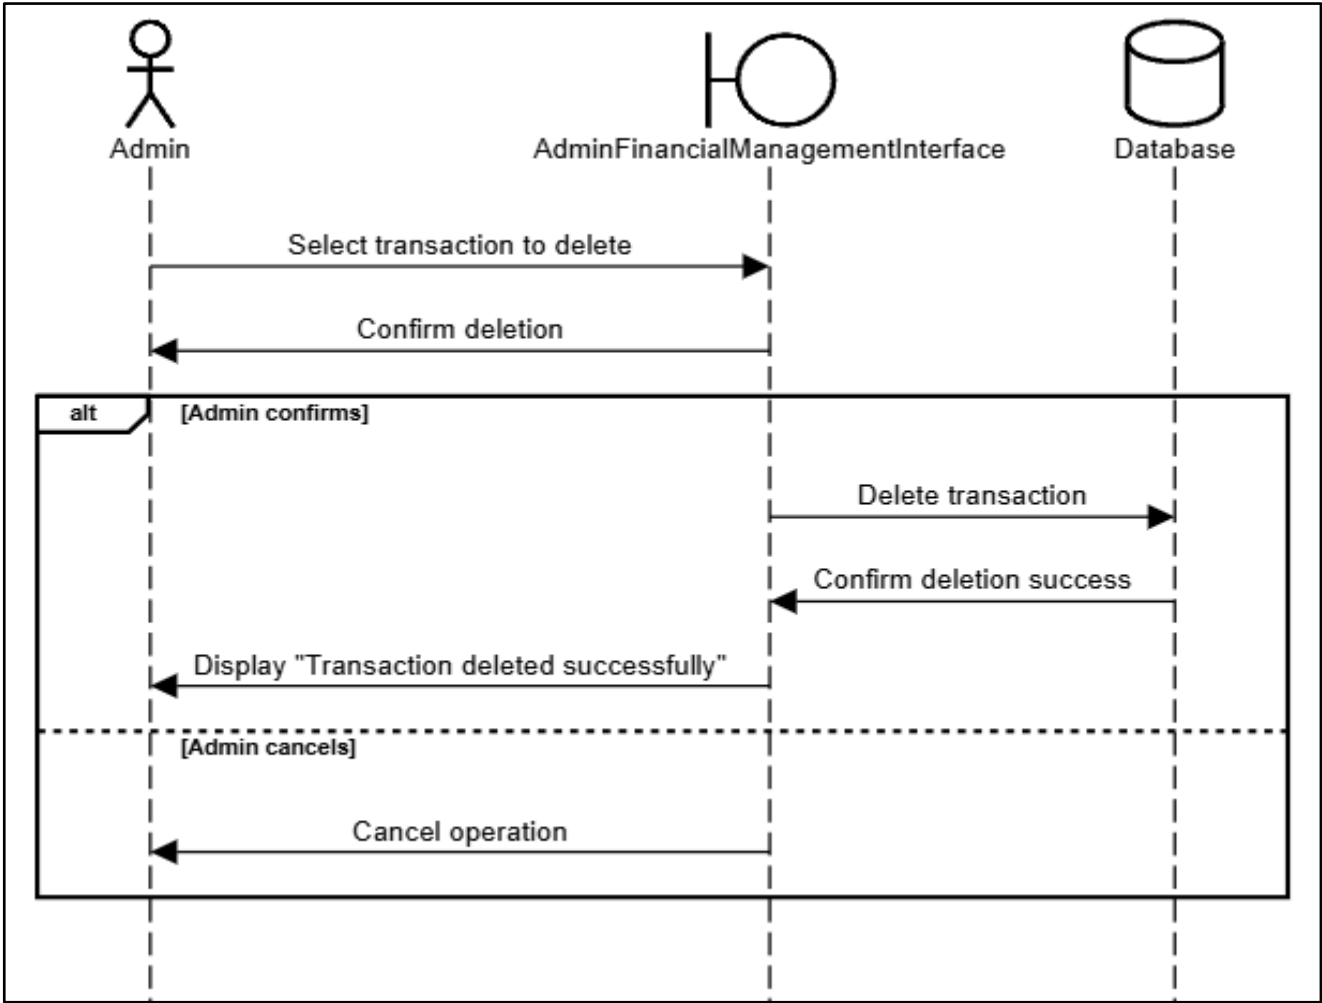 Admin
AdminFinancialManagementInterface
Database
Select transaction to delete
Confirm deletion
alt
[Admin confirms]
Delete transaction
Confirm deletion success
Display "Transaction deleted successfully"
[Admin cancels]
Cancel operation